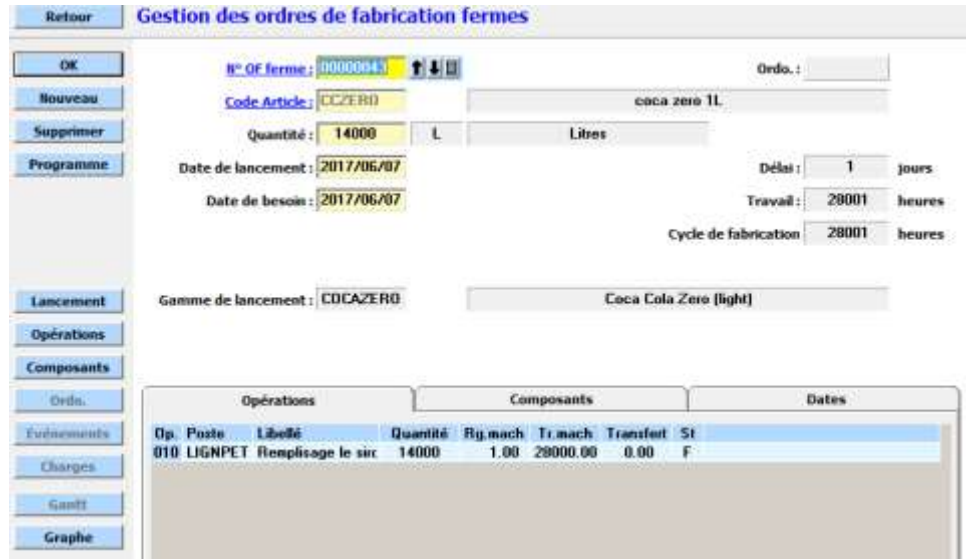 Retour Gestion des ordres de fabrication fermes
OK N° OF ferme : 00000043 Ordo. :
Nouveau Code Article : CCZERO coca zero 1L
Supprimer Quantité : 14000 L Litres
Programme Date de lancement : 2017/06/07 Délai : 1 jours
Date de besoin : 2017/06/07 Travail : 28001 heures
Cycle de fabrication 28001 heures
Lancement Gamme de lancement : COCAZERO Coca Cola Zero (light)
Opérations
Composants
Ordo. Opérations Composants Dates
Evénements Op. Poste Libellé Quantité Rg.mach Tr.mach Transfert St
010 LIGNPET Remplisage le sirc 14000 1.00 28000.00 0.00 F
Charges
Gantt
Graphe